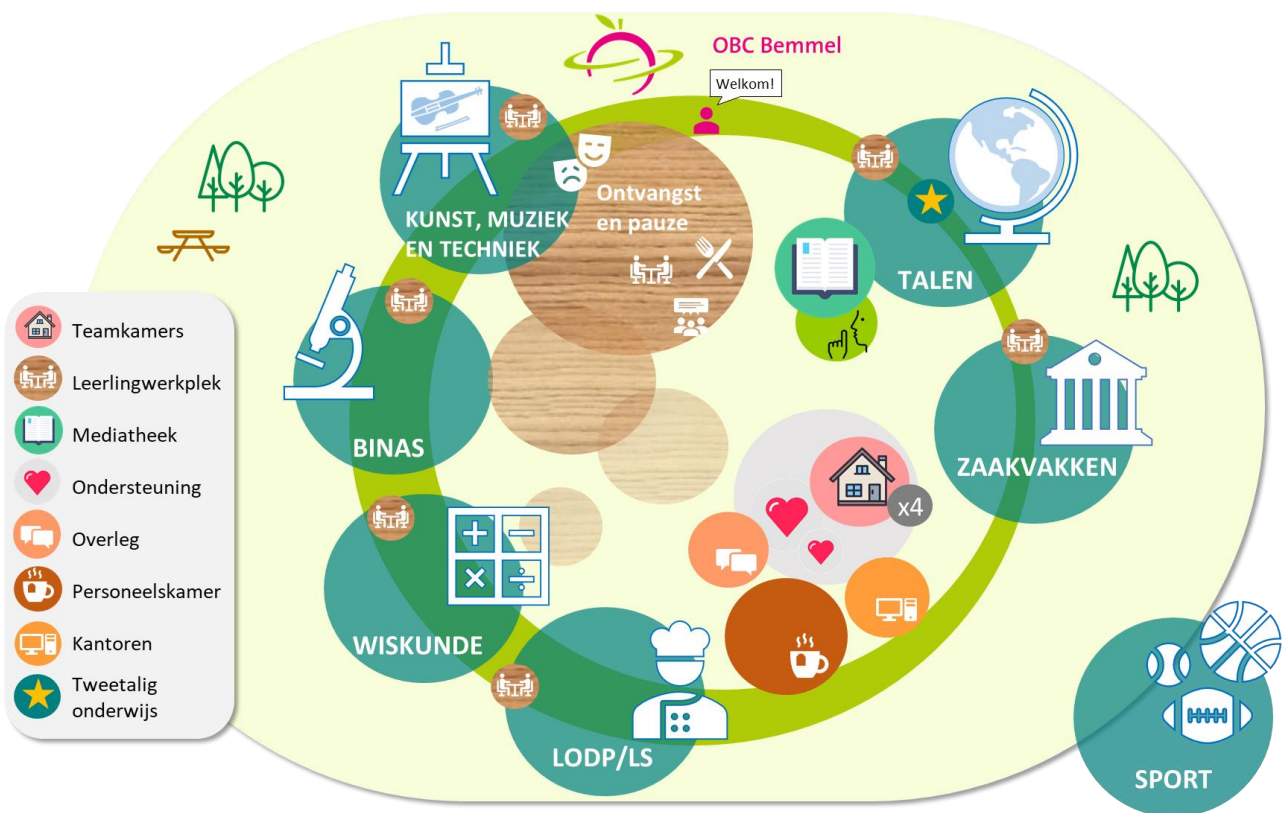 OBC Bemmel
Welkom!
Ontvangst
en pauze
KUNST, MUZIEK
EN TECHNIEK
TALEN
BINAS
ZAAKVAKKEN
x4
WISKUNDE
LODP/LS
SPORT
Teamkamers
Leerlingwerkplek
Mediatheek
Ondersteuning
Overleg
Personeelskamer
Kantoren
Tweetalig
onderwijs